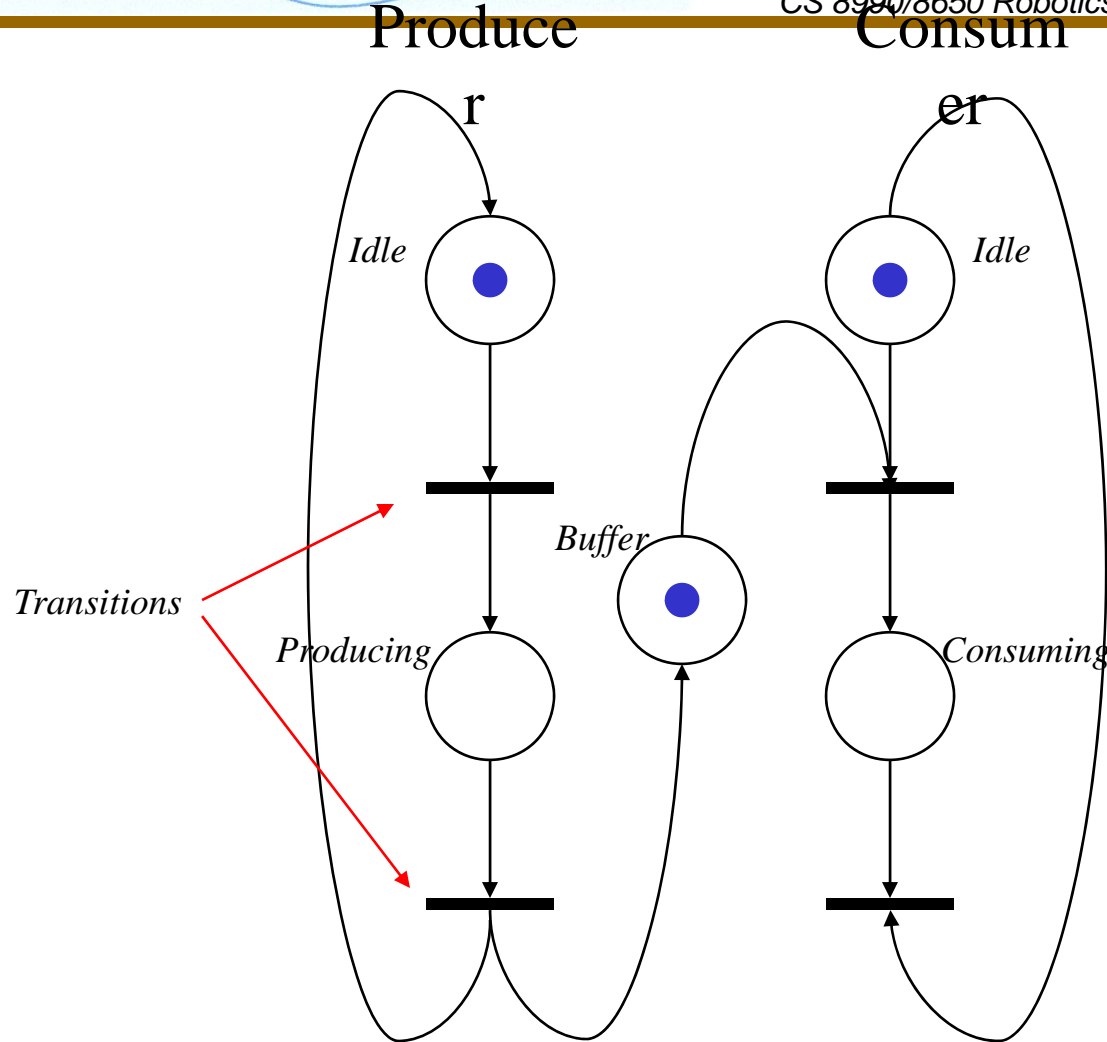 CS 8990/8650 Robotics
Produce
r
Consum
er
Idle
Idle
Buffer
Transitions
Producing
Consuming